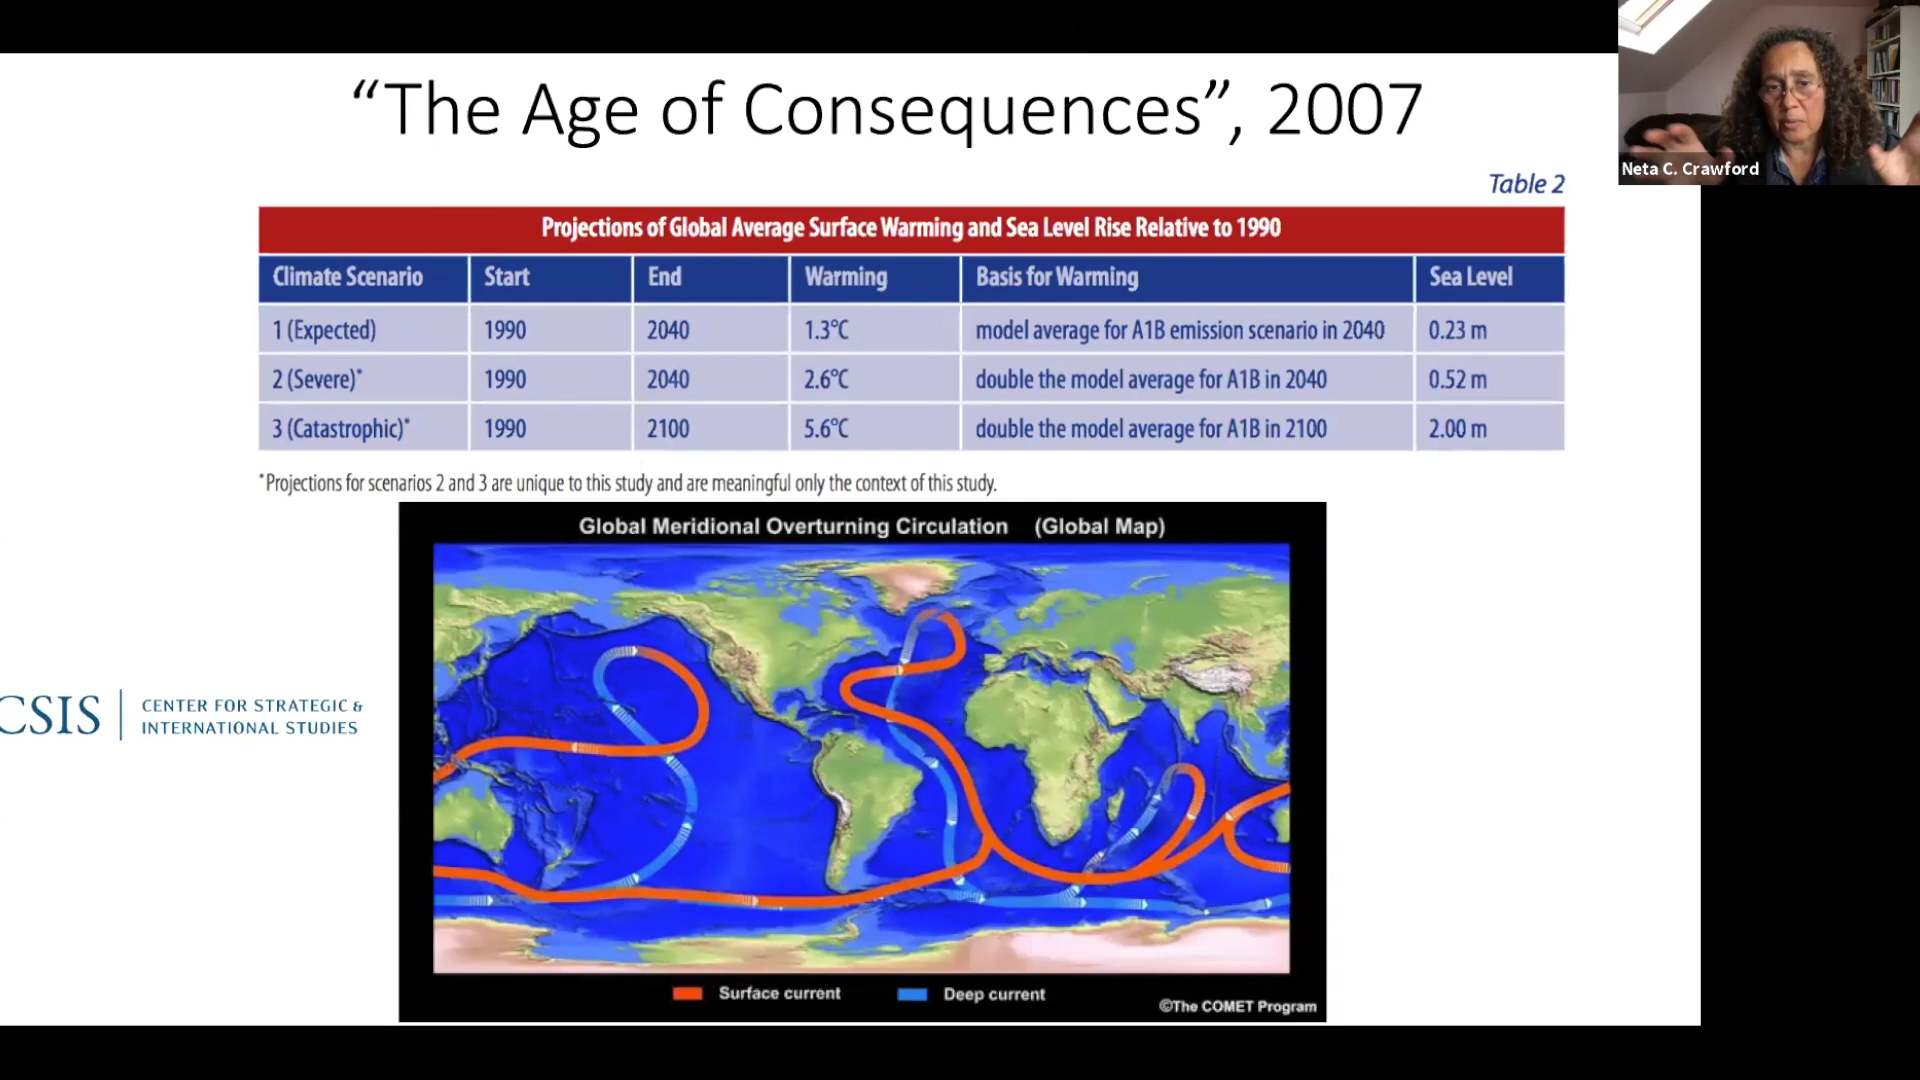 “The Age of Consequences”, 2007
Neta C. Crawford
Table 2
Projections of Global Average Surface Warming and Sea Level Rise Relative to 1990
Climate Scenario Start End Warming Basis for Warming Sea Level
1 (Expected) 1990 2040 1.3°C model average for A1B emission scenario in 2040 0.23 m
2 (Severe)* 1990 2040 2.6°C double the model average for A1B in 2040 0.52 m
3 (Catastrophic)* 1990 2100 5.6°C double the model average for A1B in 2100 2.00 m
*Projections for scenarios 2 and 3 are unique to this study and are meaningful only the context of this study.
Global Meridional Overturning Circulation (Global Map)
CSIS
CENTER FOR STRATEGIC &
INTERNATIONAL STUDIES
Surface current Deep current
©The COMET Program